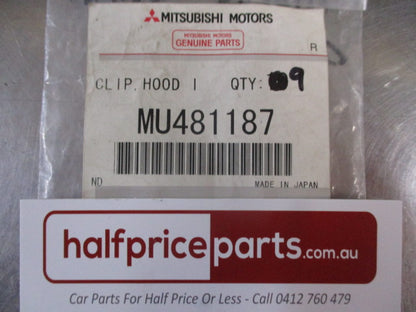 MITSUBISHI MOTORS
MITSUBISHI MOTORS
GENUINE PARTS
R
CLIP, HOOD I QTY: 9
MU481187
ND MADE IN JAPAN
halfpriceparts.com.au
Car Parts For Half Price Or Less - Call 0412 760 479